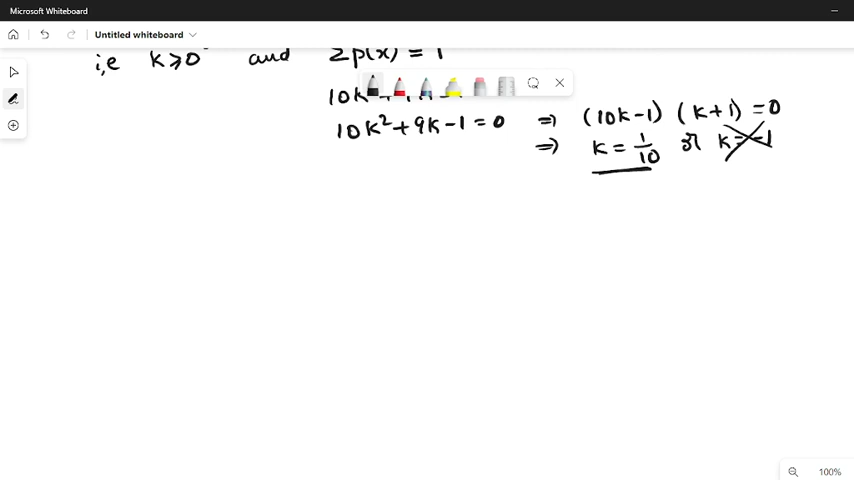 Microsoft Whiteboard
Untitled whiteboard
i,e k ≥ 0 and Σp(x) = 1
10k
10k² + 9k - 1 = 0 ⇒ (10k-1) (k+1) = 0
⇒ k = 1/10 or k = -1
100%